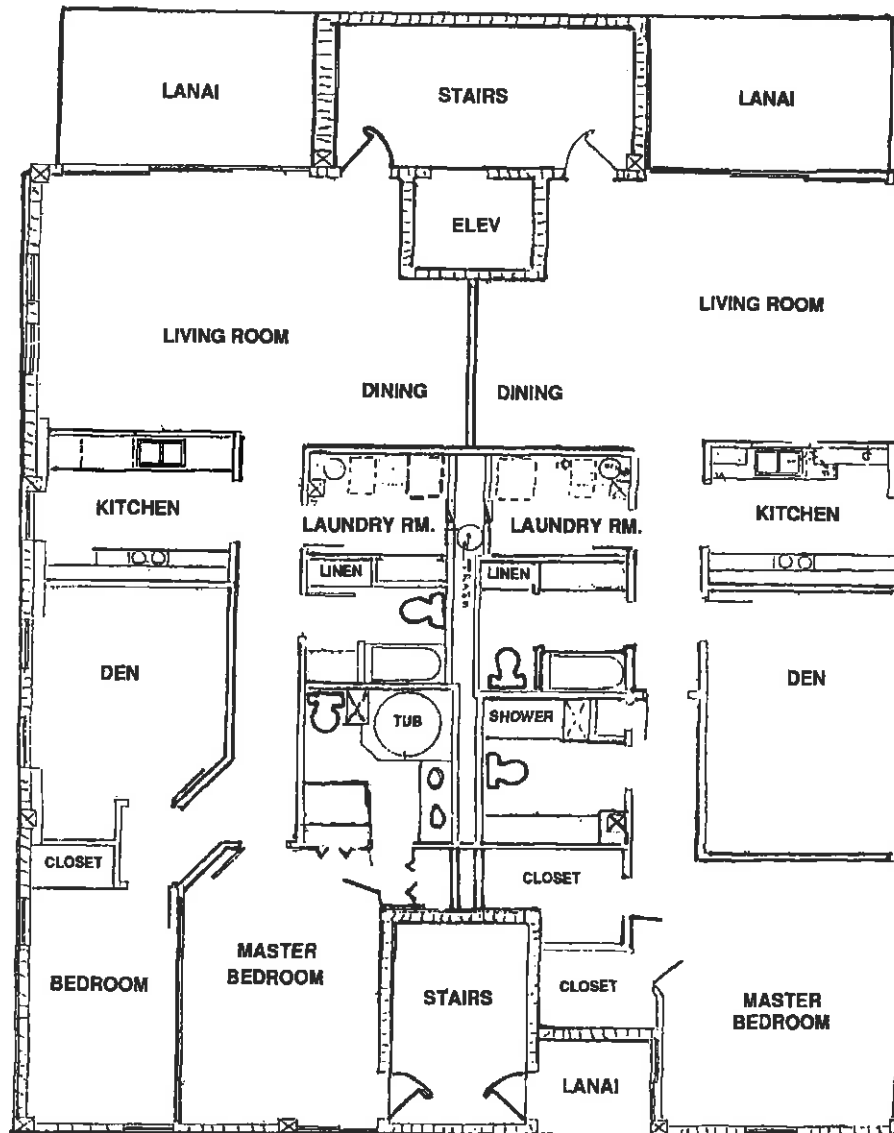 LANAI
STAIRS
LANAI
ELEV
LIVING ROOM
LIVING ROOM
DINING
DINING
KITCHEN
LAUNDRY RM.
LAUNDRY RM.
KITCHEN
LINEN
LINEN
DEN
DEN
TUB
SHOWER
CLOSET
CLOSET
BEDROOM
MASTER
BEDROOM
STAIRS
CLOSET
MASTER
BEDROOM
LANAI